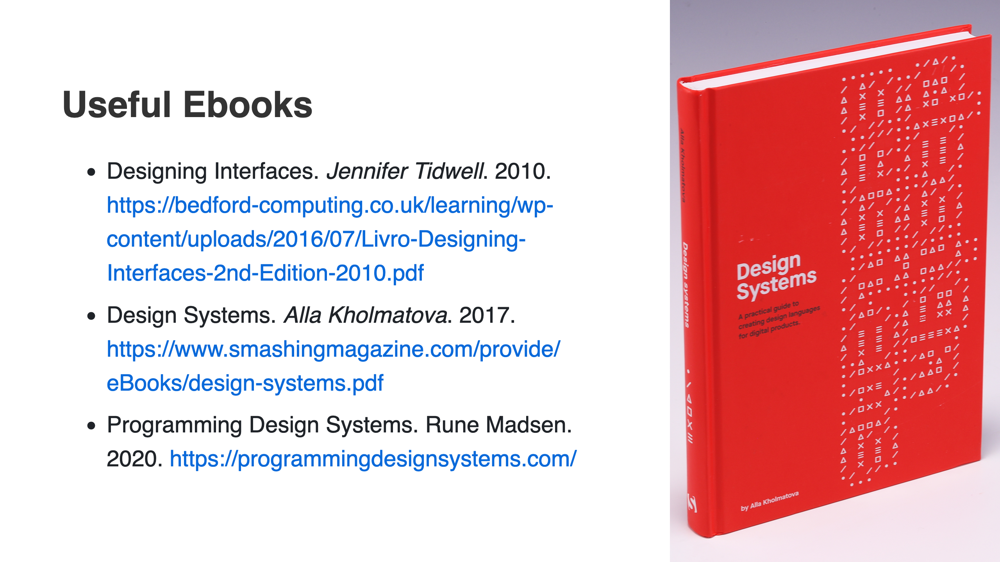 Useful Ebooks
• Designing Interfaces. Jennifer Tidwell. 2010.
https://bedford-computing.co.uk/learning/wp-
content/uploads/2016/07/Livro-Designing-
Interfaces-2nd-Edition-2010.pdf
• Design Systems. Alla Kholmatova. 2017.
https://www.smashingmagazine.com/provide/
eBooks/design-systems.pdf
• Programming Design Systems. Rune Madsen.
2020. https://programmingdesignsystems.com/
Alla Kholmatova
Design systems
Design
Systems
A practical guide to
creating design languages
for digital products.
by Alla Kholmatova